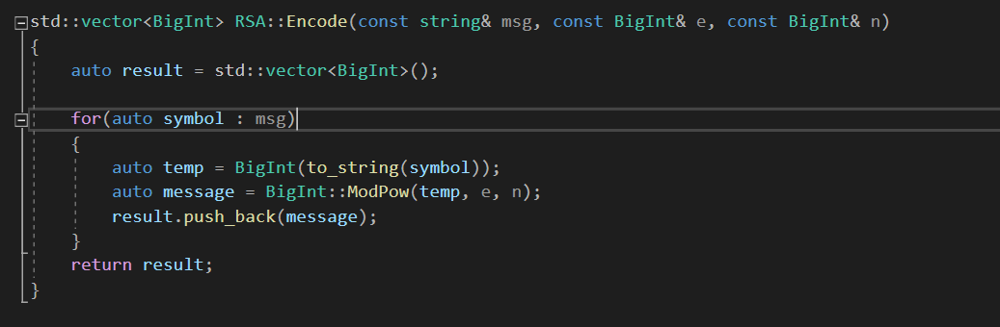 std::vector<BigInt> RSA::Encode(const string& msg, const BigInt& e, const BigInt& n)
{
    auto result = std::vector<BigInt>();
    for(auto symbol : msg)
    {
        auto temp = BigInt(to_string(symbol));
        auto message = BigInt::ModPow(temp, e, n);
        result.push_back(message);
    }
    return result;
}